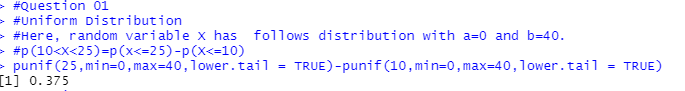 > #Question 01
> #Uniform Distribution
> #Here, random variable X has  follows distribution with a=0 and b=40.
> #p(10<X<25)=p(x<=25)-p(X<=10)
> punif(25,min=0,max=40,lower.tail = TRUE)-punif(10,min=0,max=40,lower.tail = TRUE)
[1] 0.375